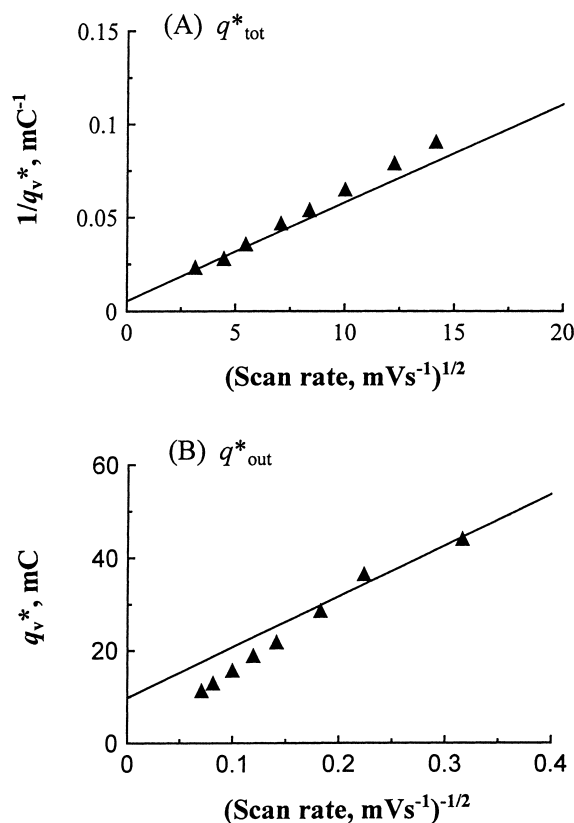 (A) q*tot
0.15
0.1
0.05
0
1/qv*, mC-1
0 5 10 15 20
(Scan rate, mVs-1)1/2
(B) q*out
60
40
20
0
qv*, mC
0 0.1 0.2 0.3 0.4
(Scan rate, mVs-1)-1/2